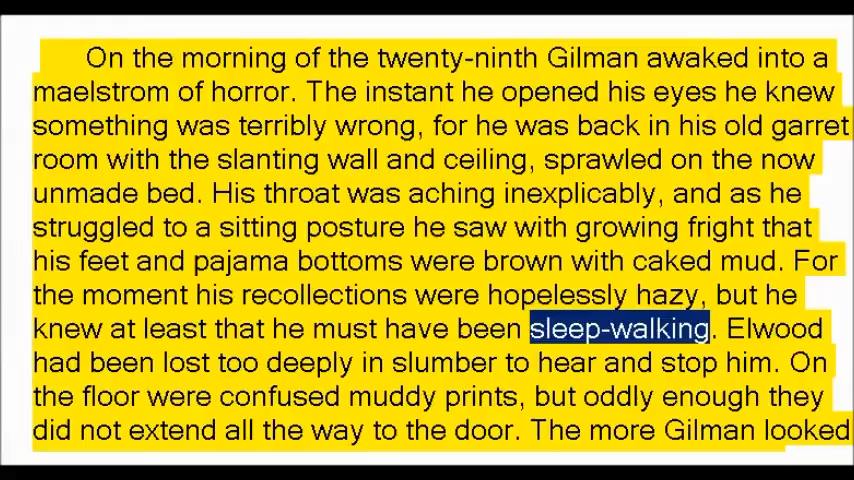 On the morning of the twenty-ninth Gilman awaked into a
maelstrom of horror. The instant he opened his eyes he knew
something was terribly wrong, for he was back in his old garret
room with the slanting wall and ceiling, sprawled on the now
unmade bed. His throat was aching inexplicably, and as he
struggled to a sitting posture he saw with growing fright that
his feet and pajama bottoms were brown with caked mud. For
the moment his recollections were hopelessly hazy, but he
knew at least that he must have been sleep-walking. Elwood
had been lost too deeply in slumber to hear and stop him. On
the floor were confused muddy prints, but oddly enough they
did not extend all the way to the door. The more Gilman looked